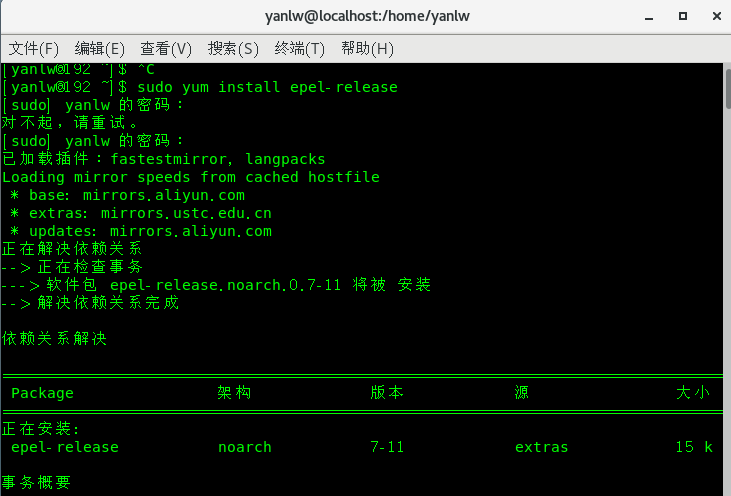 yanlw@localhost:/home/yanlw
文件(F) 编辑(E) 查看(V) 搜索(S) 终端(T) 帮助(H)
[yanlw@192 ~]$ ^C
[yanlw@192 ~]$ sudo yum install epel-release
[sudo] yanlw 的密码：
对不起，请重试。
[sudo] yanlw 的密码：
已加载插件：fastestmirror, langpacks
Loading mirror speeds from cached hostfile
* base: mirrors.aliyun.com
* extras: mirrors.ustc.edu.cn
* updates: mirrors.aliyun.com
正在解决依赖关系
--> 正在检查事务
---> 软件包 epel-release.noarch.0.7-11 将被 安装
--> 解决依赖关系完成
依赖关系解决
Package 架构 版本 源 大小
正在安装:
epel-release noarch 7-11 extras 15 k
事务概要